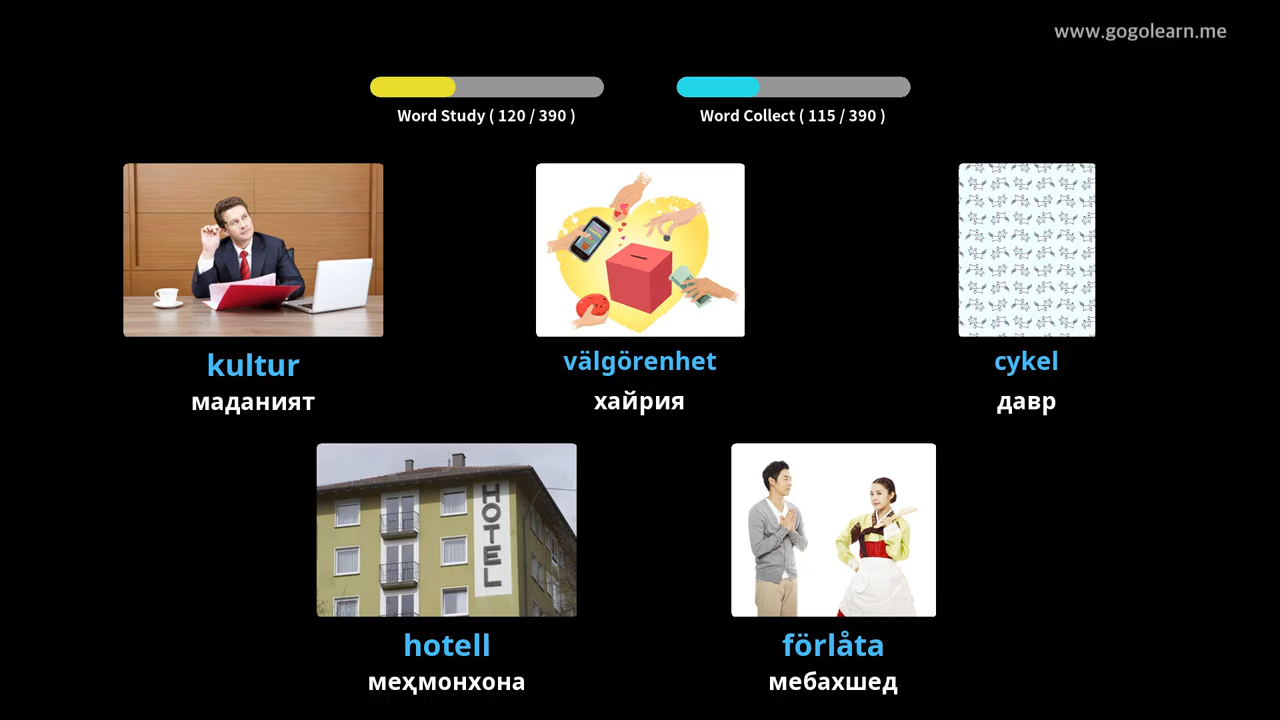 www.gogolearn.me
Word Study ( 120 / 390 )
Word Collect ( 115 / 390 )
kultur
маданият
välgörenhet
хайрия
cykel
давр
HOTEL
hotell
меҳмонхона
förlåta
мебахшед